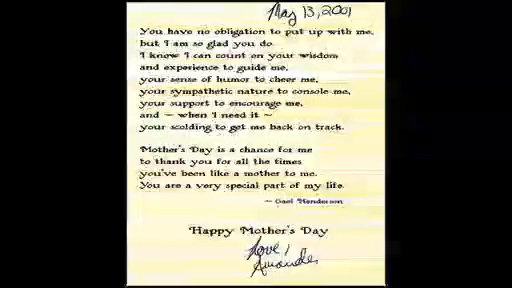 May 13, 2001
You have no obligation to put up with me,
but I am so glad you do.
I know I can count on your wisdom
and experience to guide me,
your sense of humor to cheer me,
your sympathetic nature to console me,
your support to encourage me,
and ~ when I need it ~
your scolding to get me back on track.
Mother's Day is a chance for me
to thank you for all the times
you've been like a mother to me.
You are a very special part of my life.
~ Gael Henderson
Happy Mother's Day
Love,
Amanda